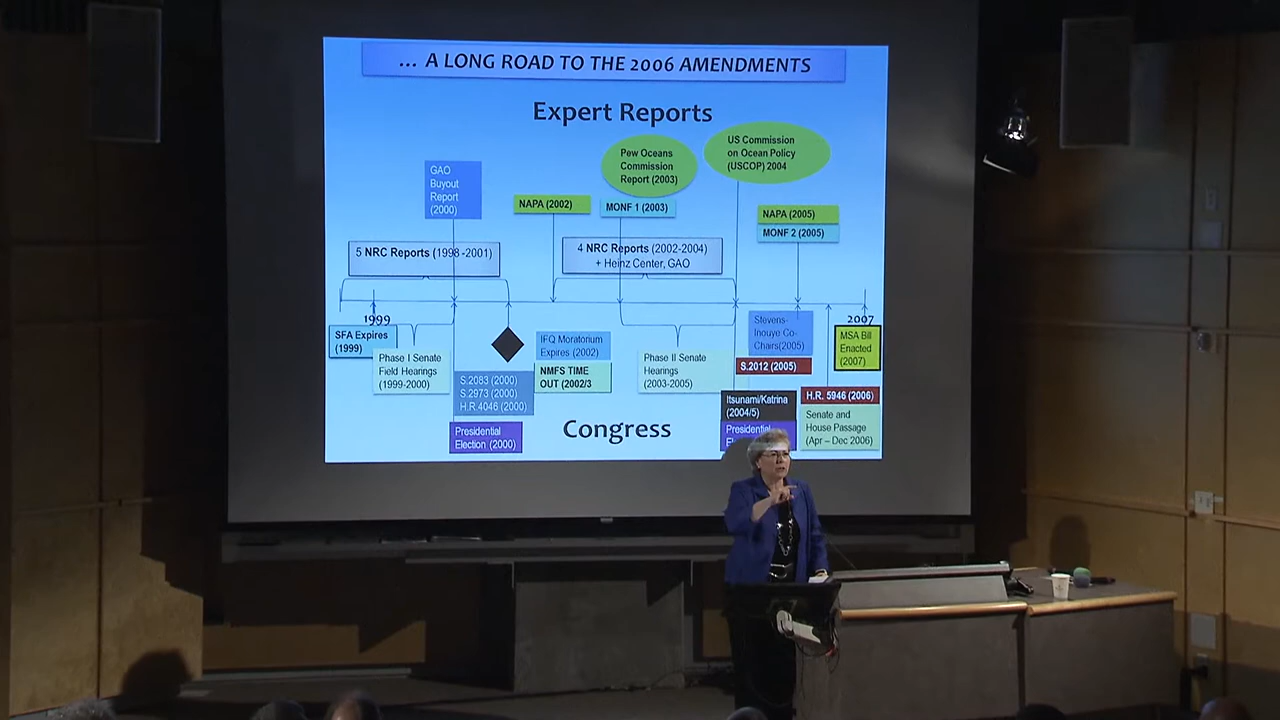 ... A LONG ROAD TO THE 2006 AMENDMENTS
Expert Reports
GAO
Buyout
Report
(2000)
NAPA (2002)
Pew Oceans
Commission
Report (2003)
MONF 1 (2003)
US Commission
on Ocean Policy
(USCOP) 2004
NAPA (2005)
MONF 2 (2005)
5 NRC Reports (1998-2001)
4 NRC Reports (2002-2004)
+ Heinz Center, GAO
1999
2007
SFA Expires
(1999)
Phase I Senate
Field Hearings
(1999-2000)
S.2083 (2000)
S.2973 (2000)
H.R.4046 (2000)
Presidential
Election (2000)
IFQ Moratorium
Expires (2002)
NMFS TIME
OUT (2002/3
Phase II Senate
Hearings
(2003-2005)
Stevens-
Inouye Co-
Chairs(2005)
S.2012 (2005)
Itsunami/Katrina
(2004/5)
Presidential
MSA Bill
Enacted
(2007)
H.R. 5946 (2006)
Senate and
House Passage
(Apr – Dec 2006)
Congress